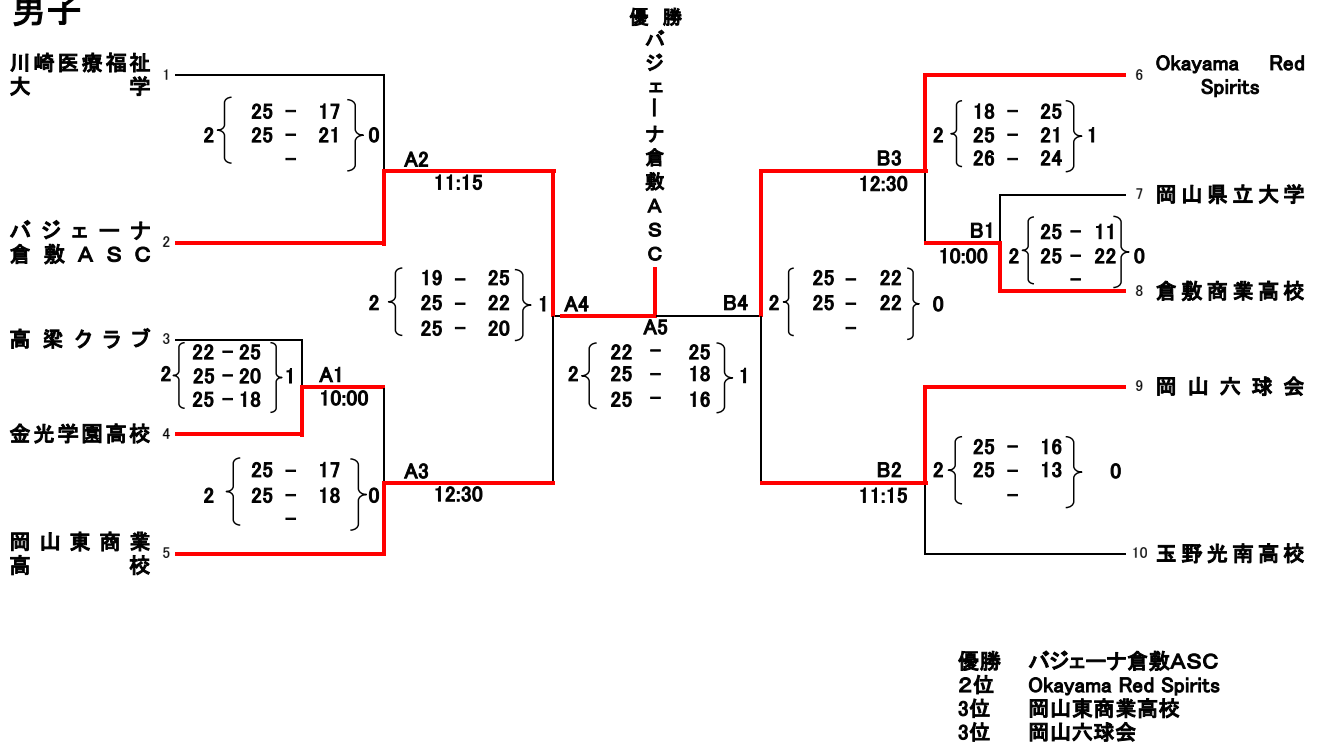 男子
優 勝
バジェーナ倉敷ASC
川崎医療福祉
大 学
1
25 - 17
2 25 - 21 0
-
A2
11:15
バジェーナ
倉敷ASC
2
高梁クラブ
3
22-25
2 25-20 1
25-18
A1
10:00
金光学園高校
4
25 - 17
2 25 - 18 0
-
A3
12:30
岡山東商業
高 校
5
19 - 25
2 25 - 22 1
25 - 20
A4
A5
22 - 25
2 25 - 18 1
25 - 16
B4
25 - 22
2 25 - 22 0
-
B3
12:30
18 - 25
2 25 - 21 1
26 - 24
6
Okayama Red
Spirits
7
岡山県立大学
B1
10:00
25 - 11
2 25 - 22 0
-
8
倉敷商業高校
9
岡山六球会
B2
11:15
25 - 16
2 25 - 13 0
-
10
玉野光南高校
優勝 バジェーナ倉敷ASC
2位 Okayama Red Spirits
3位 岡山東商業高校
3位 岡山六球会